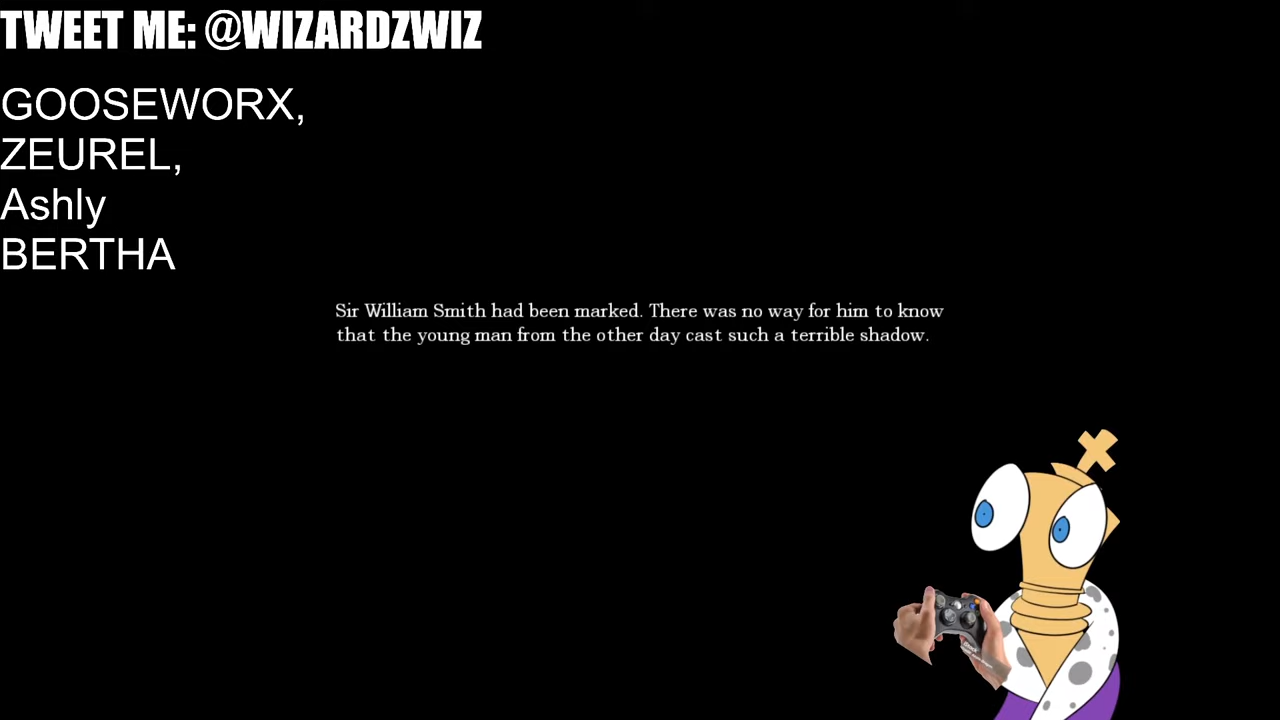 TWEET ME: @WIZARDZWIZ
GOOSEWORX,
ZEUREL,
Ashly
BERTHA
Sir William Smith had been marked. There was no way for him to know
that the young man from the other day cast such a terrible shadow.